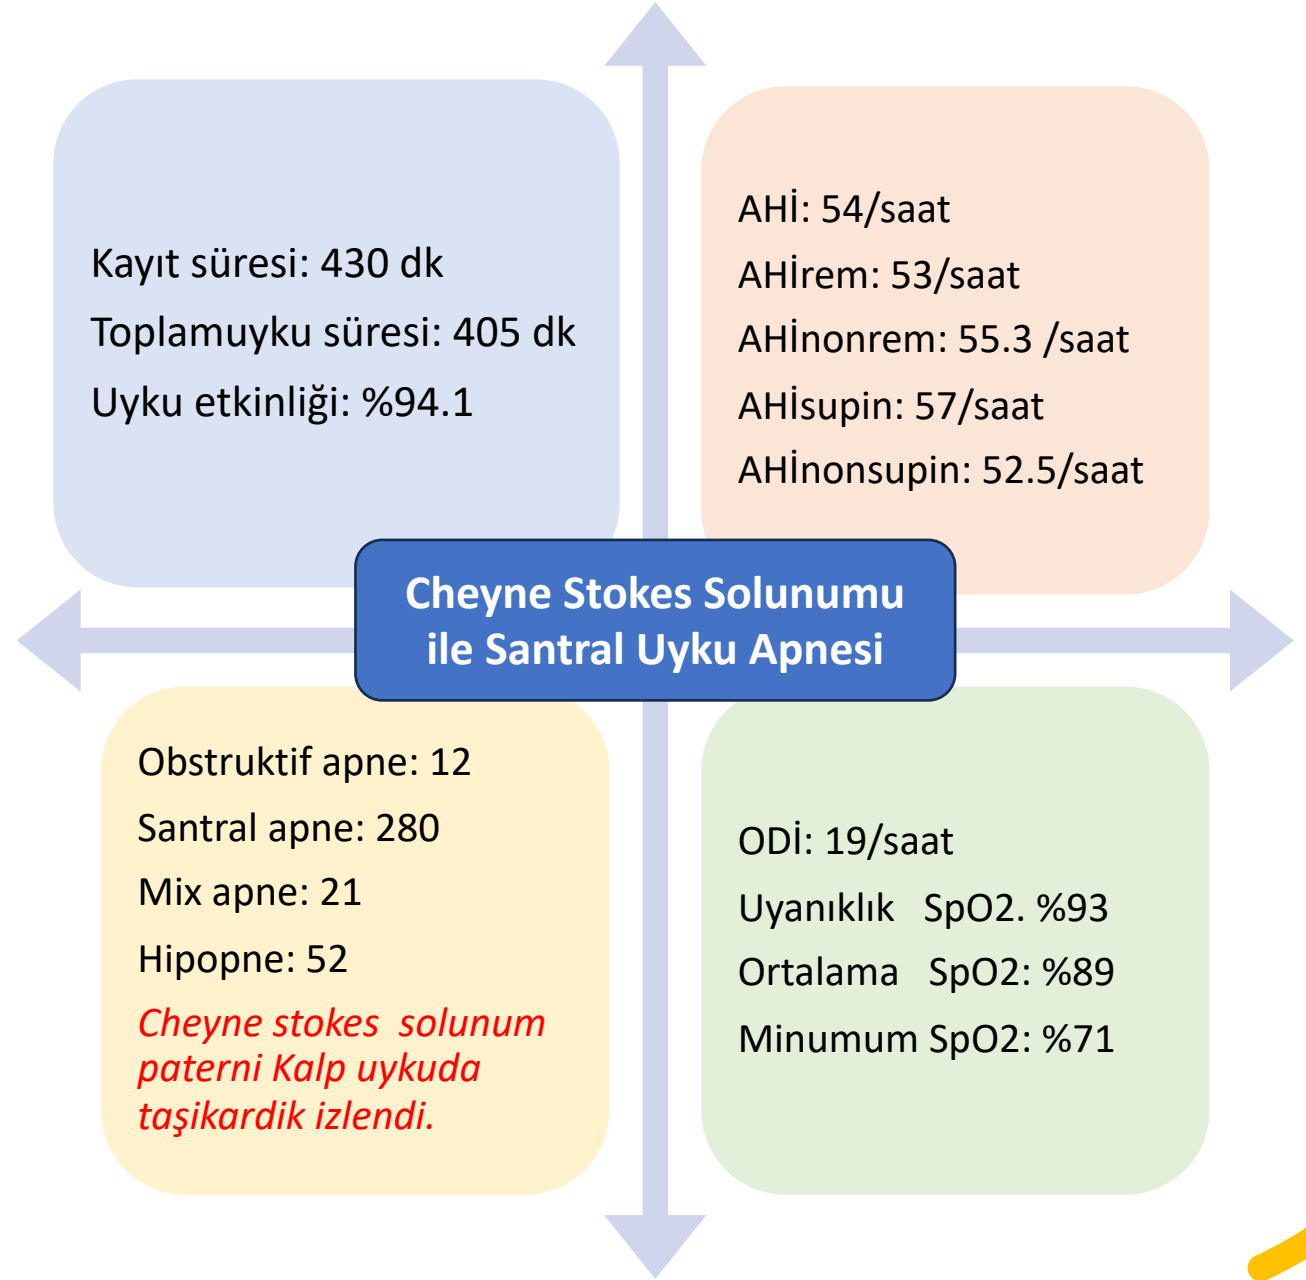 Kayıt süresi: 430 dk
Toplamuyku süresi: 405 dk
Uyku etkinliği: %94.1
AHİ: 54/saat
AHİrem: 53/saat
AHİnonrem: 55.3 /saat
AHİsupin: 57/saat
AHİnonsupin: 52.5/saat
Cheyne Stokes Solunumu
ile Santral Uyku Apnesi
Obstruktif apne: 12
Santral apne: 280
Mix apne: 21
Hipopne: 52
Cheyne stokes solunum
paterni Kalp uykuda
taşikardik izlendi.
ODİ: 19/saat
Uyanıklık SpO2. %93
Ortalama SpO2: %89
Minumum SpO2: %71